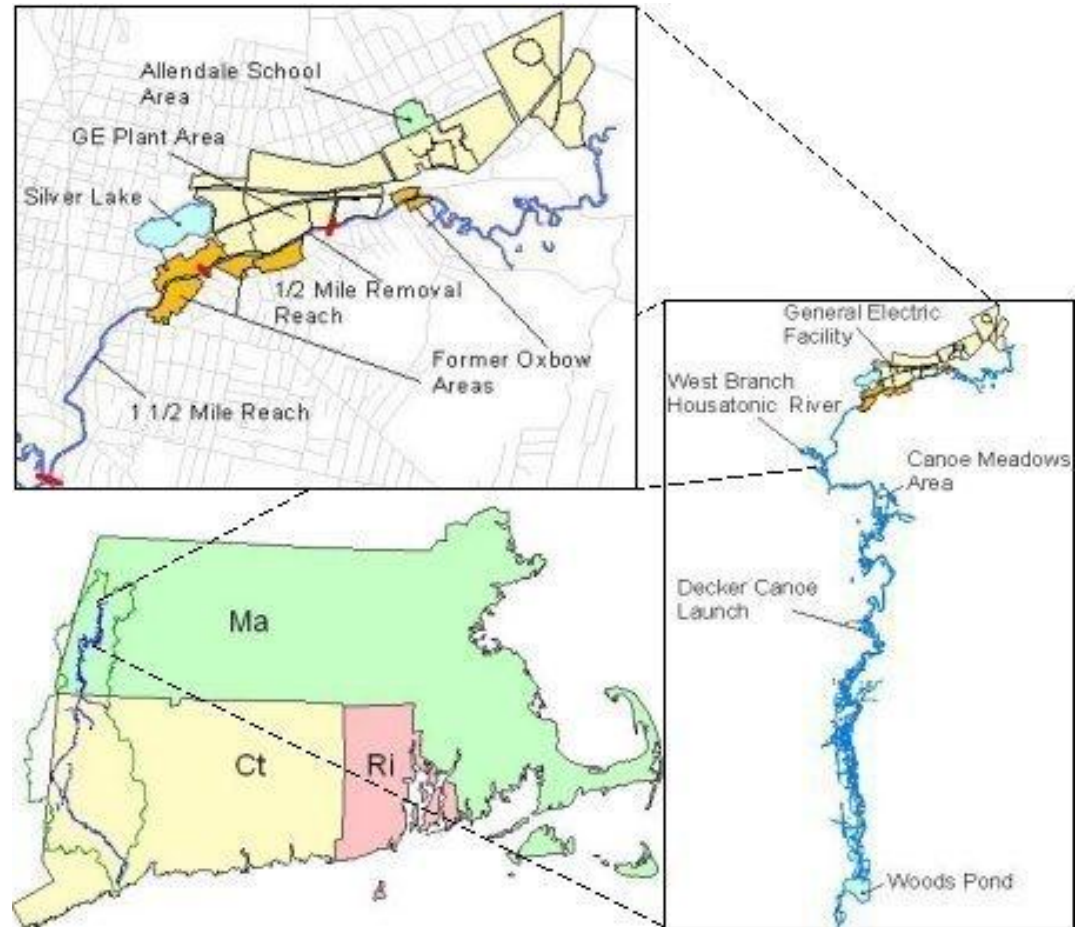 Allendale School
Area
GE Plant Area
Silver Lake
1/2 Mile Removal
Reach
Former Oxbow
Areas
1 1/2 Mile Reach
General Electric
Facility
West Branch
Housatonic River
Canoe Meadows
Area
Decker Canoe
Launch
Woods Pond
Ma
Ct
Ri